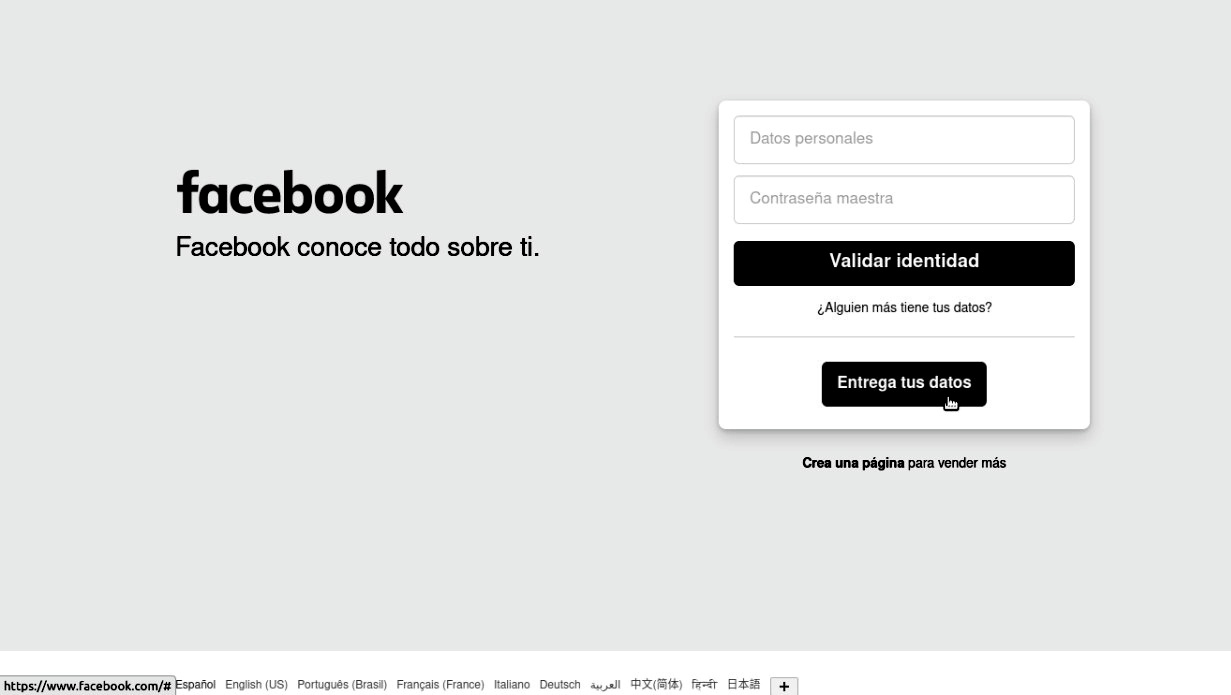 facebook
Facebook conoce todo sobre ti.
Datos personales
Contraseña maestra
Validar identidad
¿Alguien más tiene tus datos?
Entrega tus datos
Crea una página para vender más
https://www.facebook.com/#
Español English (US) Português (Brasil) Français (France) Italiano Deutsch العربية 中文(简体) हिन्दी 日本語 +